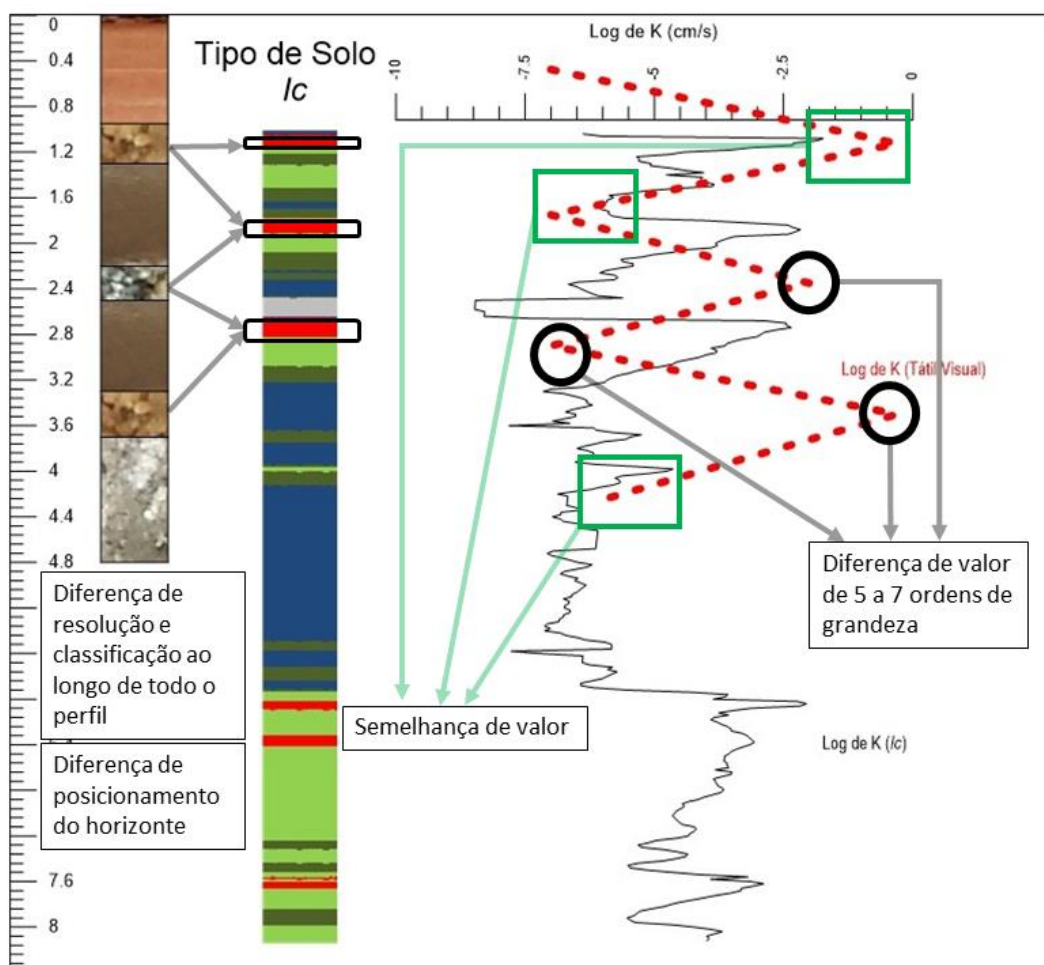 Log de K (cm/s)
-10
-7.5
-5
-2.5
0
Tipo de Solo
Ic
0
0.4
0.8
1.2
1.6
2
2.4
2.8
3.2
3.6
4
4.4
4.8
7.6
8
Log de K (Tátil Visual)
Diferença de valor
de 5 a 7 ordens de
grandeza
Diferença de
resolução e
classificação ao
longo de todo o
perfil
Semelhança de valor
Log de K (Ic)
Diferença de
posicionamento
do horizonte